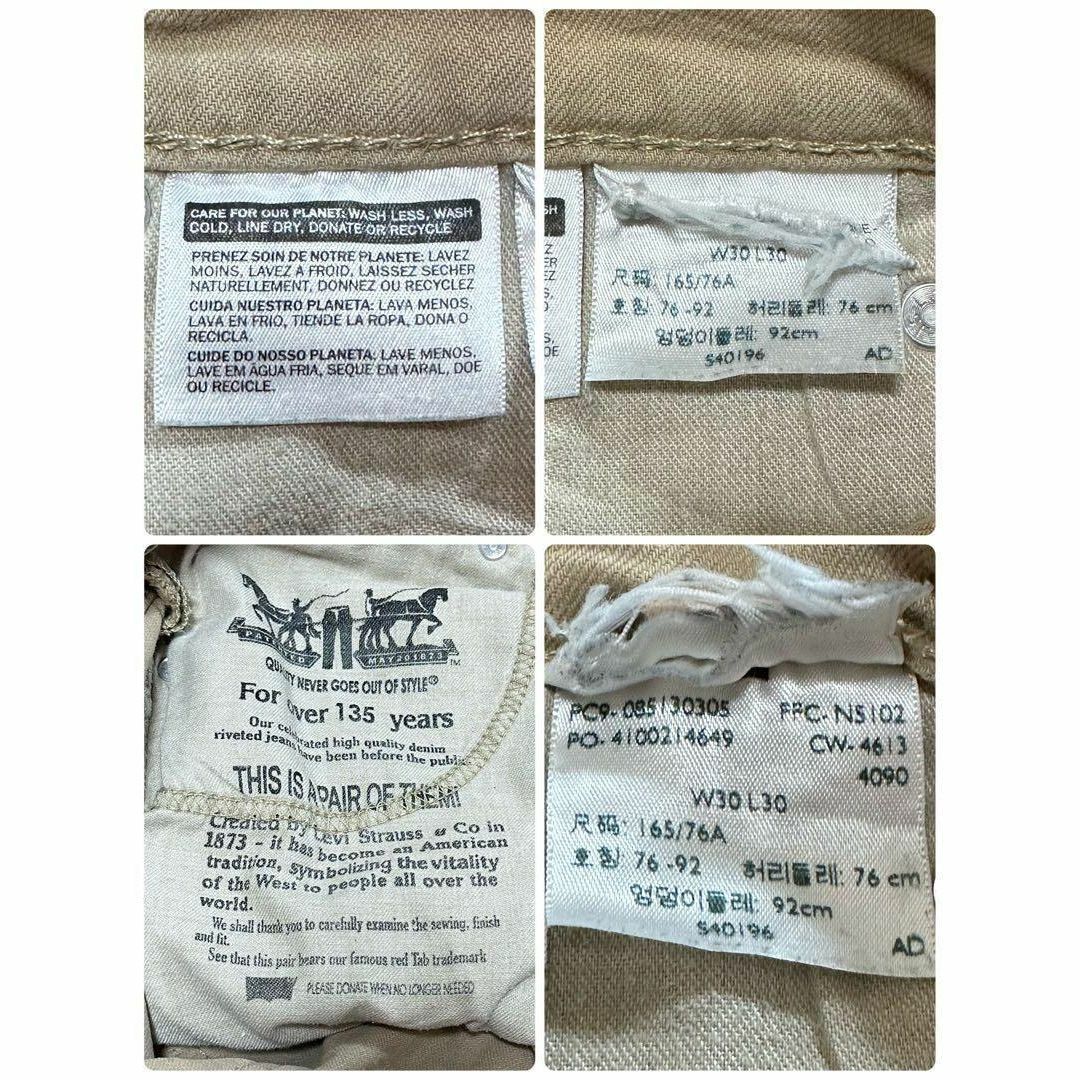 CARE FOR OUR PLANET: WASH LESS, WASH
COLD, LINE DRY, DONATE OR RECYCLE
PRENEZ SOIN DE NOTRE PLANETE: LAVEZ
MOINS, LAVEZ A FROID, LAISSEZ SECHER
NATURELLEMENT, DONNEZ OU RECYCLEZ
CUIDA NUESTRO PLANETA: LAVA MENOS,
LAVA EN FRIO, TIENDE LA ROPA, DONA O
RECICLA.
CUIDE DO NOSSO PLANETA: LAVE MENOS,
LAVE EM ÁGUA FRIA, SEQUE EM VARAL, DOE
OU RECICLE.
W30 L30
尺码: 165/76A
호칭 76-92 허리둘레: 76 cm
엉덩이둘레: 92cm
S40196 AD
PATENTED MAY 20 1873 TM
QUALITY NEVER GOES OUT OF STYLE®
For over 135 years
Our celebrated high quality denim
riveted jeans have been before the public
THIS IS A PAIR OF THEM!
Created by Levi Strauss & Co in
1873 - it has become an American
tradition, symbolizing the vitality
of the West to people all over the
world.
We shall thank you to carefully examine the sewing, finish
and fit.
See that this pair bears our famous red Tab trademark
PLEASE DONATE WHEN NO LONGER NEEDED
PC9-085130305 FFC-N5102
PO-4100214649 CW-4613
4090
W30 L30
尺码: 165/76A
호칭 76-92 허리둘레: 76 cm
엉덩이둘레: 92cm
S40196 AD